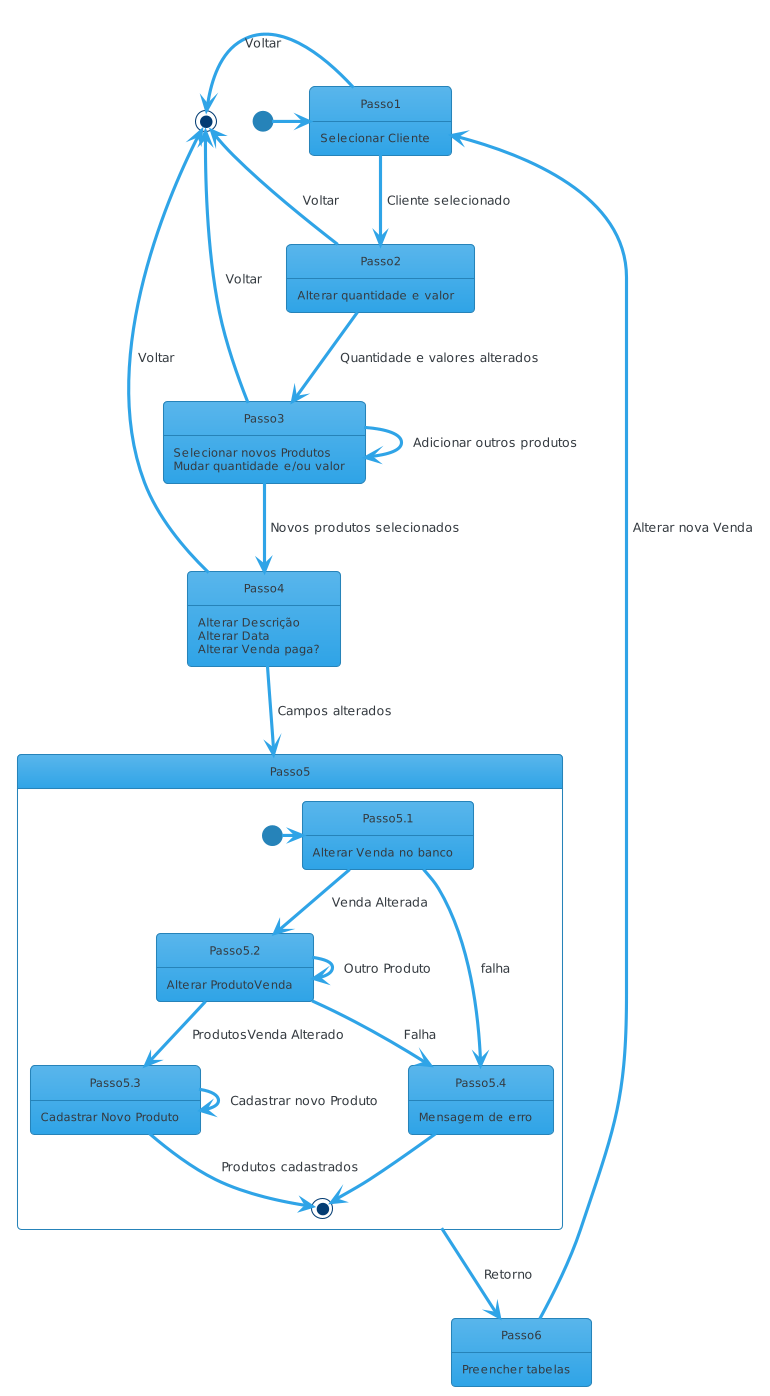 Voltar
Passo1
Selecionar Cliente
Voltar
Cliente selecionado
Passo2
Alterar quantidade e valor
Voltar
Voltar
Quantidade e valores alterados
Passo3
Selecionar novos Produtos
Mudar quantidade e/ou valor
Adicionar outros produtos
Novos produtos selecionados
Alterar nova Venda
Passo4
Alterar Descrição
Alterar Data
Alterar Venda paga?
Campos alterados
Passo5
Passo5.1
Alterar Venda no banco
Venda Alterada
Passo5.2
Alterar ProdutoVenda
Outro Produto
falha
ProdutosVenda Alterado
Falha
Passo5.3
Cadastrar Novo Produto
Cadastrar novo Produto
Passo5.4
Mensagem de erro
Produtos cadastrados
Retorno
Passo6
Preencher tabelas